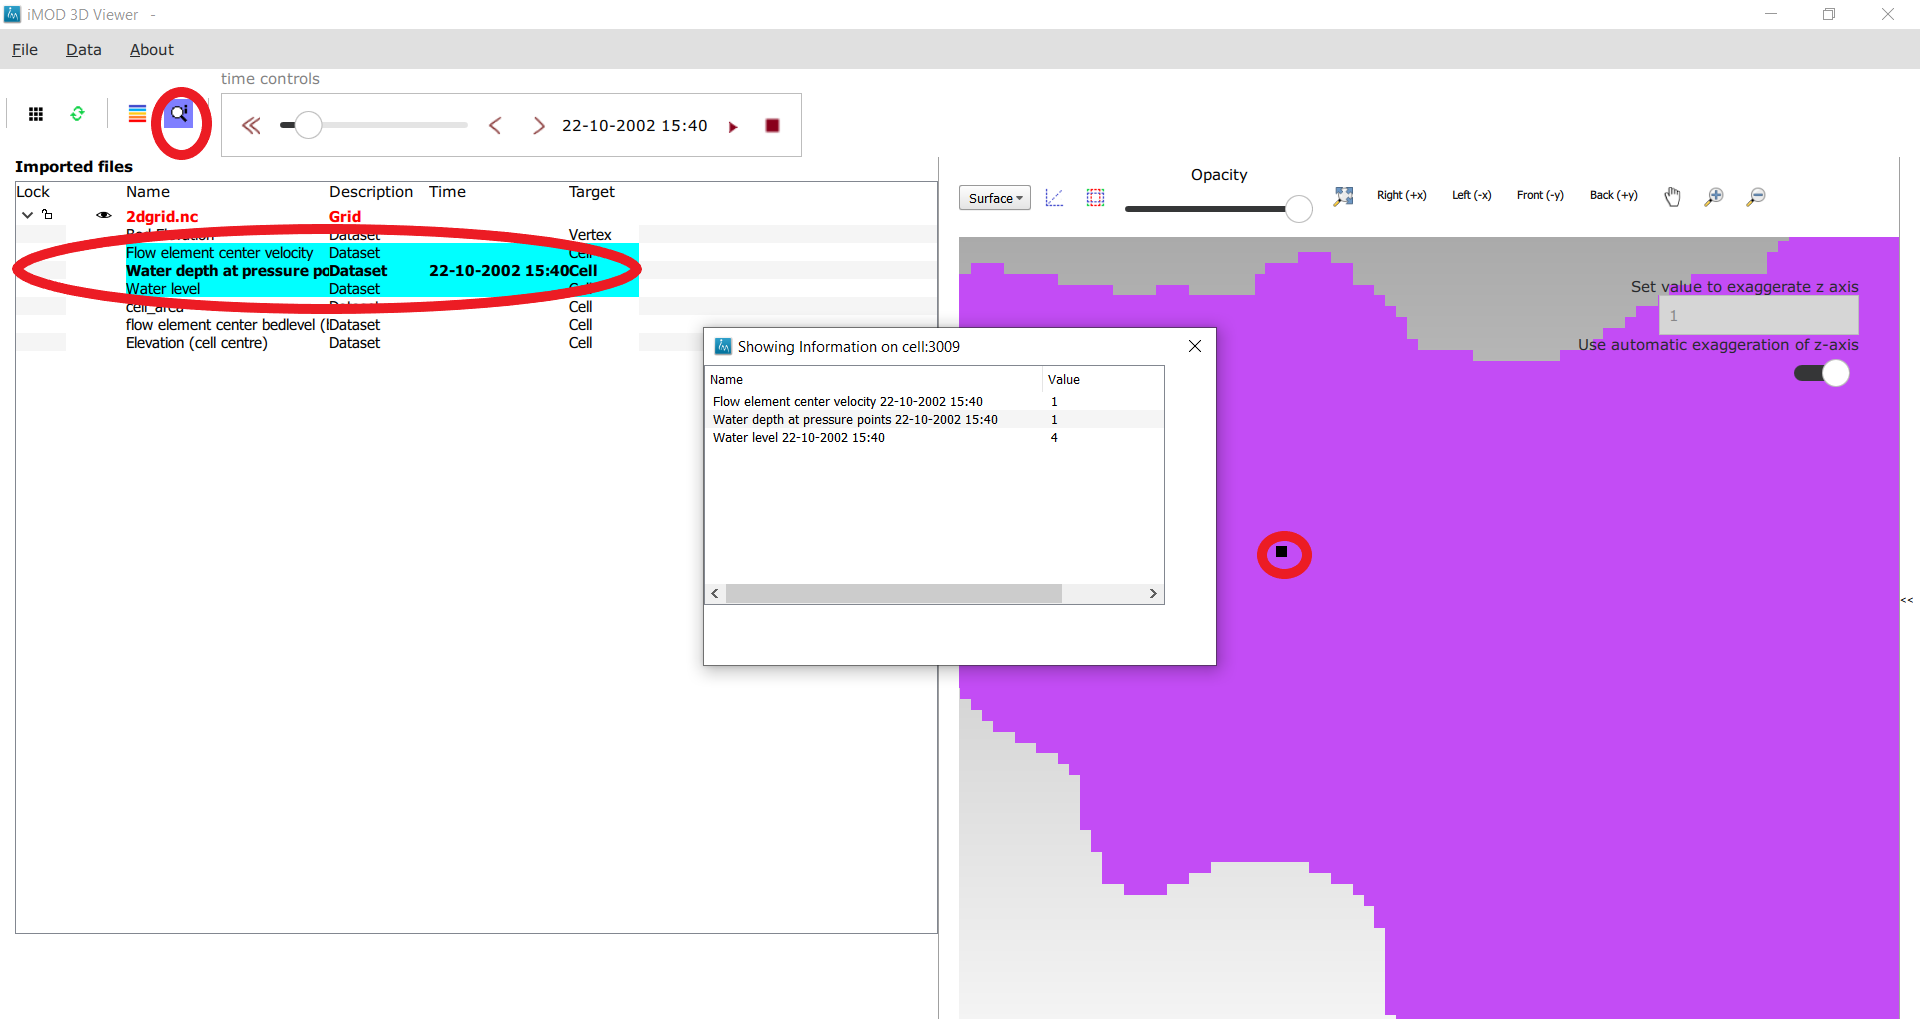 iMOD 3D Viewer -
File Data About
time controls
22-10-2002 15:40
Imported files
Lock Name Description Time Target
2dgrid.nc Grid
Bed Elevation Dataset Vertex
Flow element center velocity Dataset Cell
Water depth at pressure po Dataset 22-10-2002 15:40 Cell
Water level Dataset Cell
cell_area Dataset Cell
flow element center bedlevel ( Dataset Cell
Elevation (cell centre) Dataset Cell
Opacity
Surface Right (+x) Left (-x) Front (-y) Back (+y)
Set value to exaggerate z axis
1
Use automatic exaggeration of z-axis
Showing Information on cell:3009
Name Value
Flow element center velocity 22-10-2002 15:40 1
Water depth at pressure points 22-10-2002 15:40 1
Water level 22-10-2002 15:40 4
<<